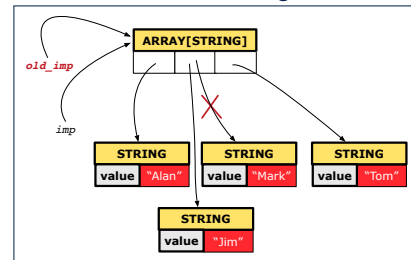 ARRAY[STRING]
old_imp
imp
STRING
value "Alan"
STRING
value "Mark"
STRING
value "Tom"
STRING
value "Jim"